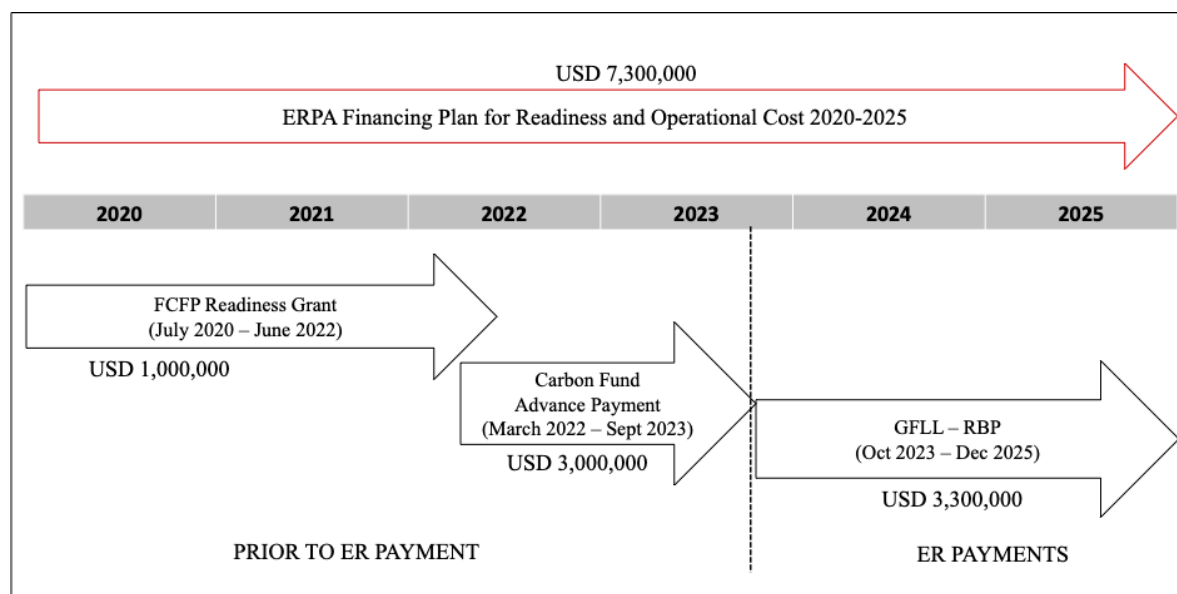 USD 7,300,000
ERPA Financing Plan for Readiness and Operational Cost 2020-2025
2020 2021 2022 2023 2024 2025
FCFP Readiness Grant
(July 2020 – June 2022)
USD 1,000,000
Carbon Fund
Advance Payment
(March 2022 – Sept 2023)
USD 3,000,000
GFLL – RBP
(Oct 2023 – Dec 2025)
USD 3,300,000
PRIOR TO ER PAYMENT
ER PAYMENTS